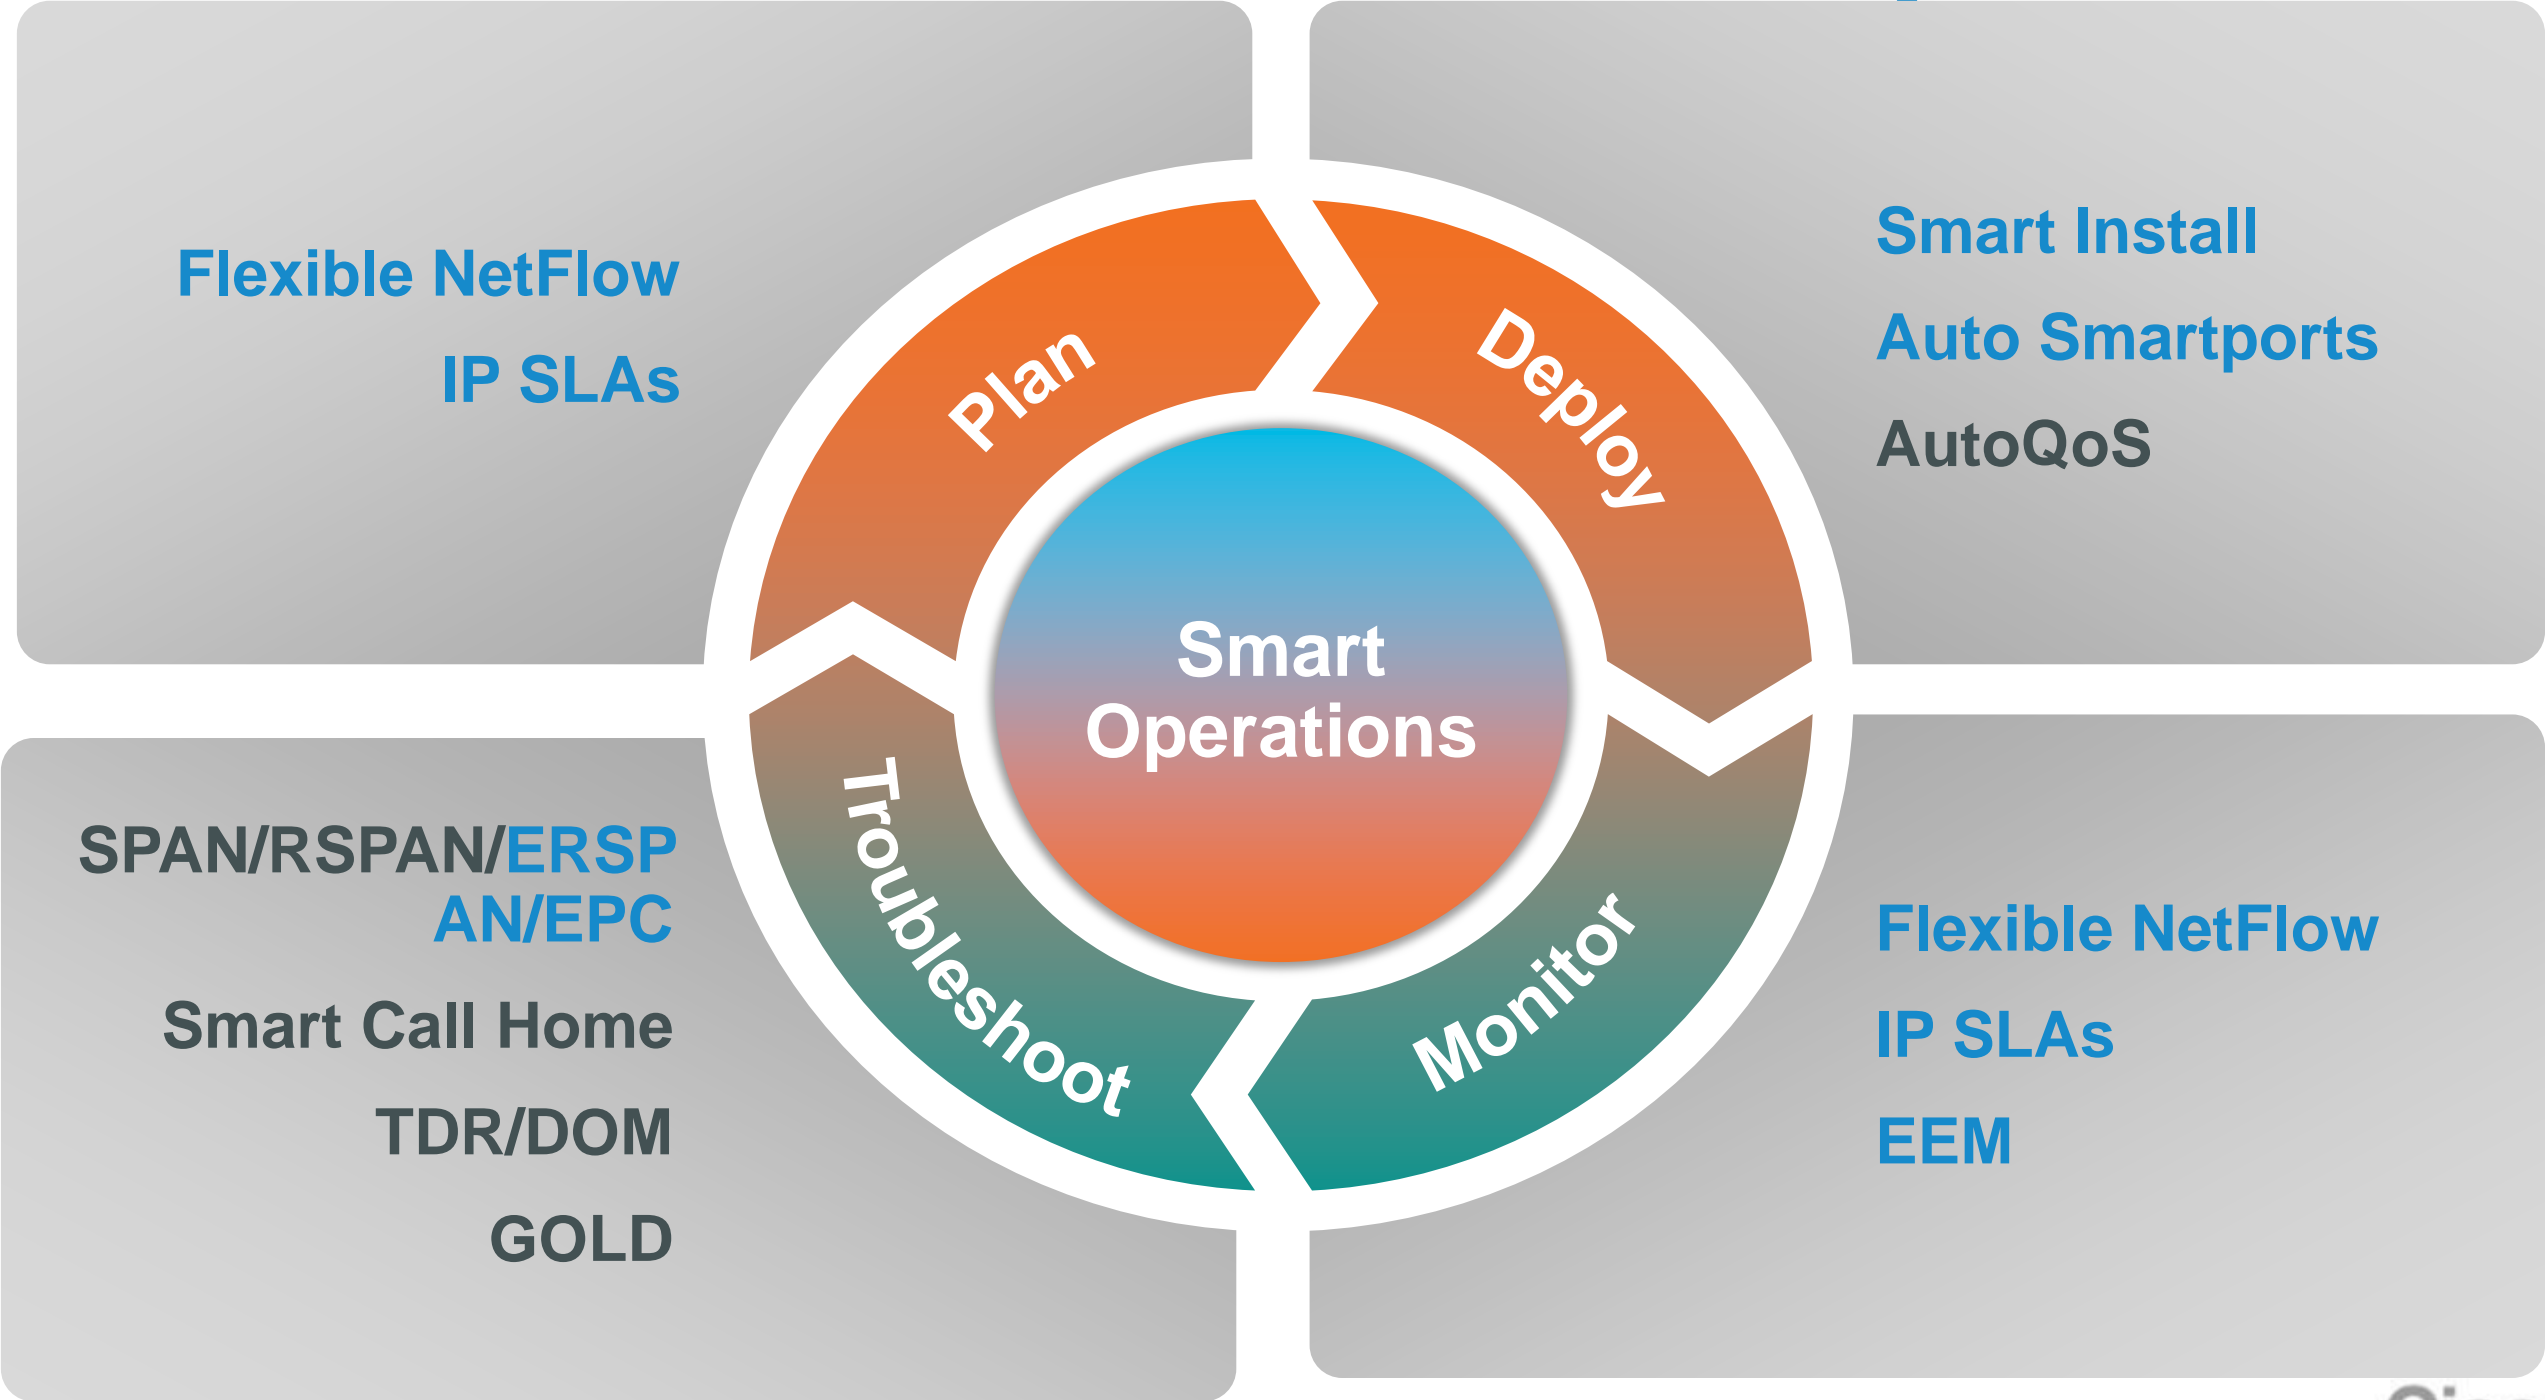 Flexible NetFlow
IP SLAs
Plan
Deploy
Smart Install
Auto Smartports
AutoQoS
Smart
Operations
SPAN/RSPAN/ERSP
AN/EPC
Smart Call Home
TDR/DOM
GOLD
Troubleshoot
Monitor
Flexible NetFlow
IP SLAs
EEM